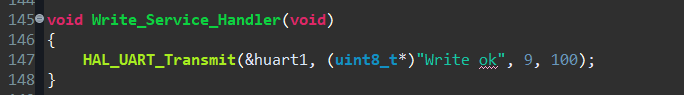 145 void Write_Service_Handler(void)
146 {
147 HAL_UART_Transmit(&huart1, (uint8_t*)"Write ok", 9, 100);
148 }